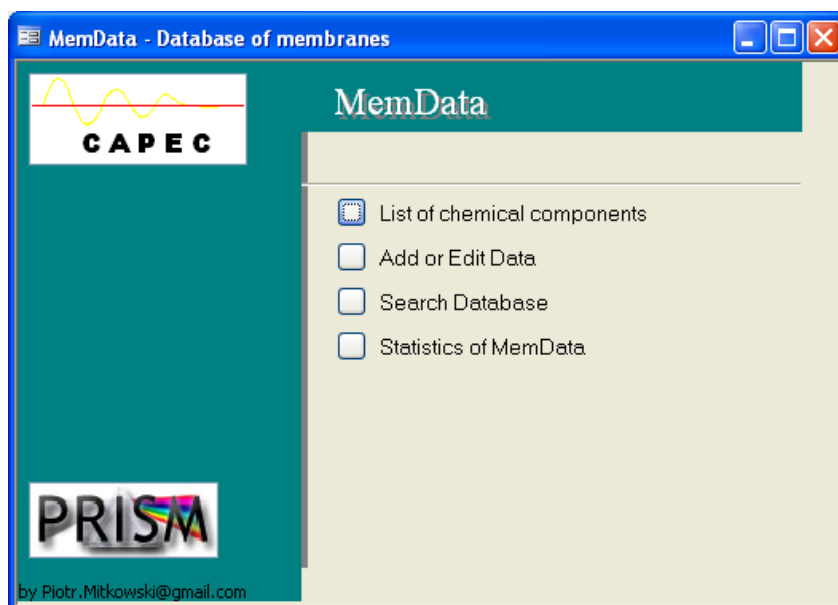 MemData - Database of membranes
CAPEC
MemData
List of chemical components
Add or Edit Data
Search Database
Statistics of MemData
PRISM
by Piotr.Mitkowski@gmail.com